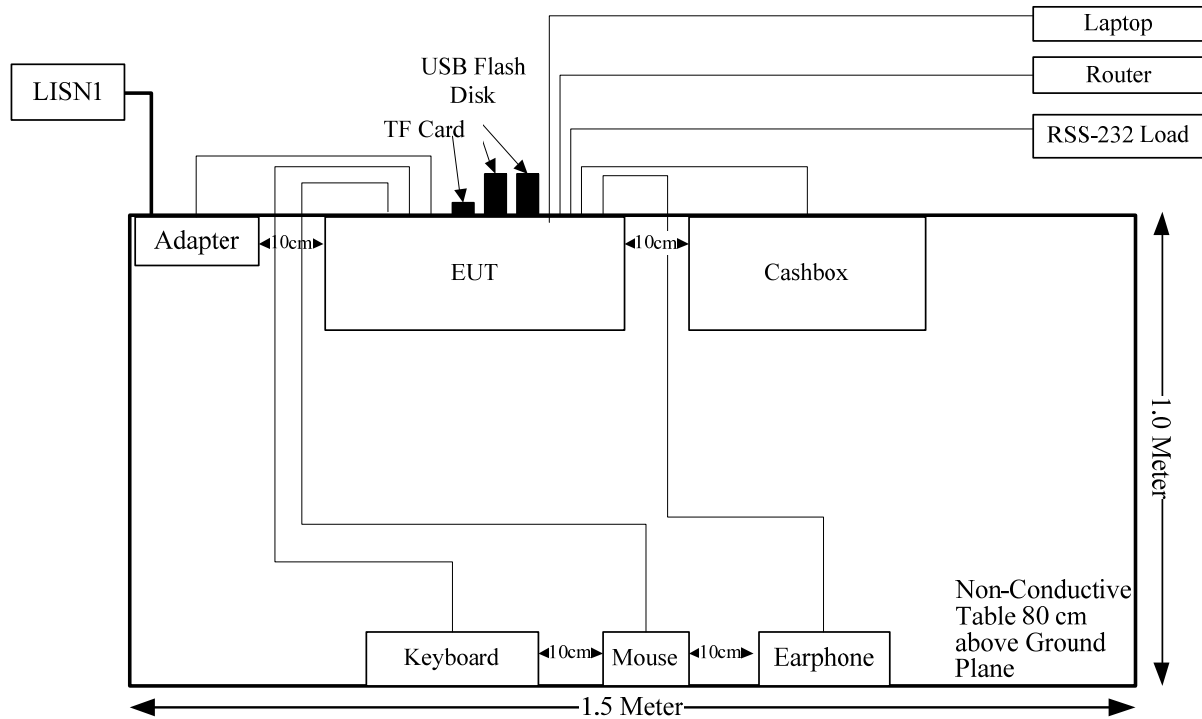 Laptop
Router
RSS-232 Load
LISN1
USB Flash
Disk
TF Card
Adapter
10cm
EUT
10cm
Cashbox
1.0 Meter
Non-Conductive
Table 80 cm
above Ground
Plane
Keyboard
10cm
Mouse
10cm
Earphone
1.5 Meter